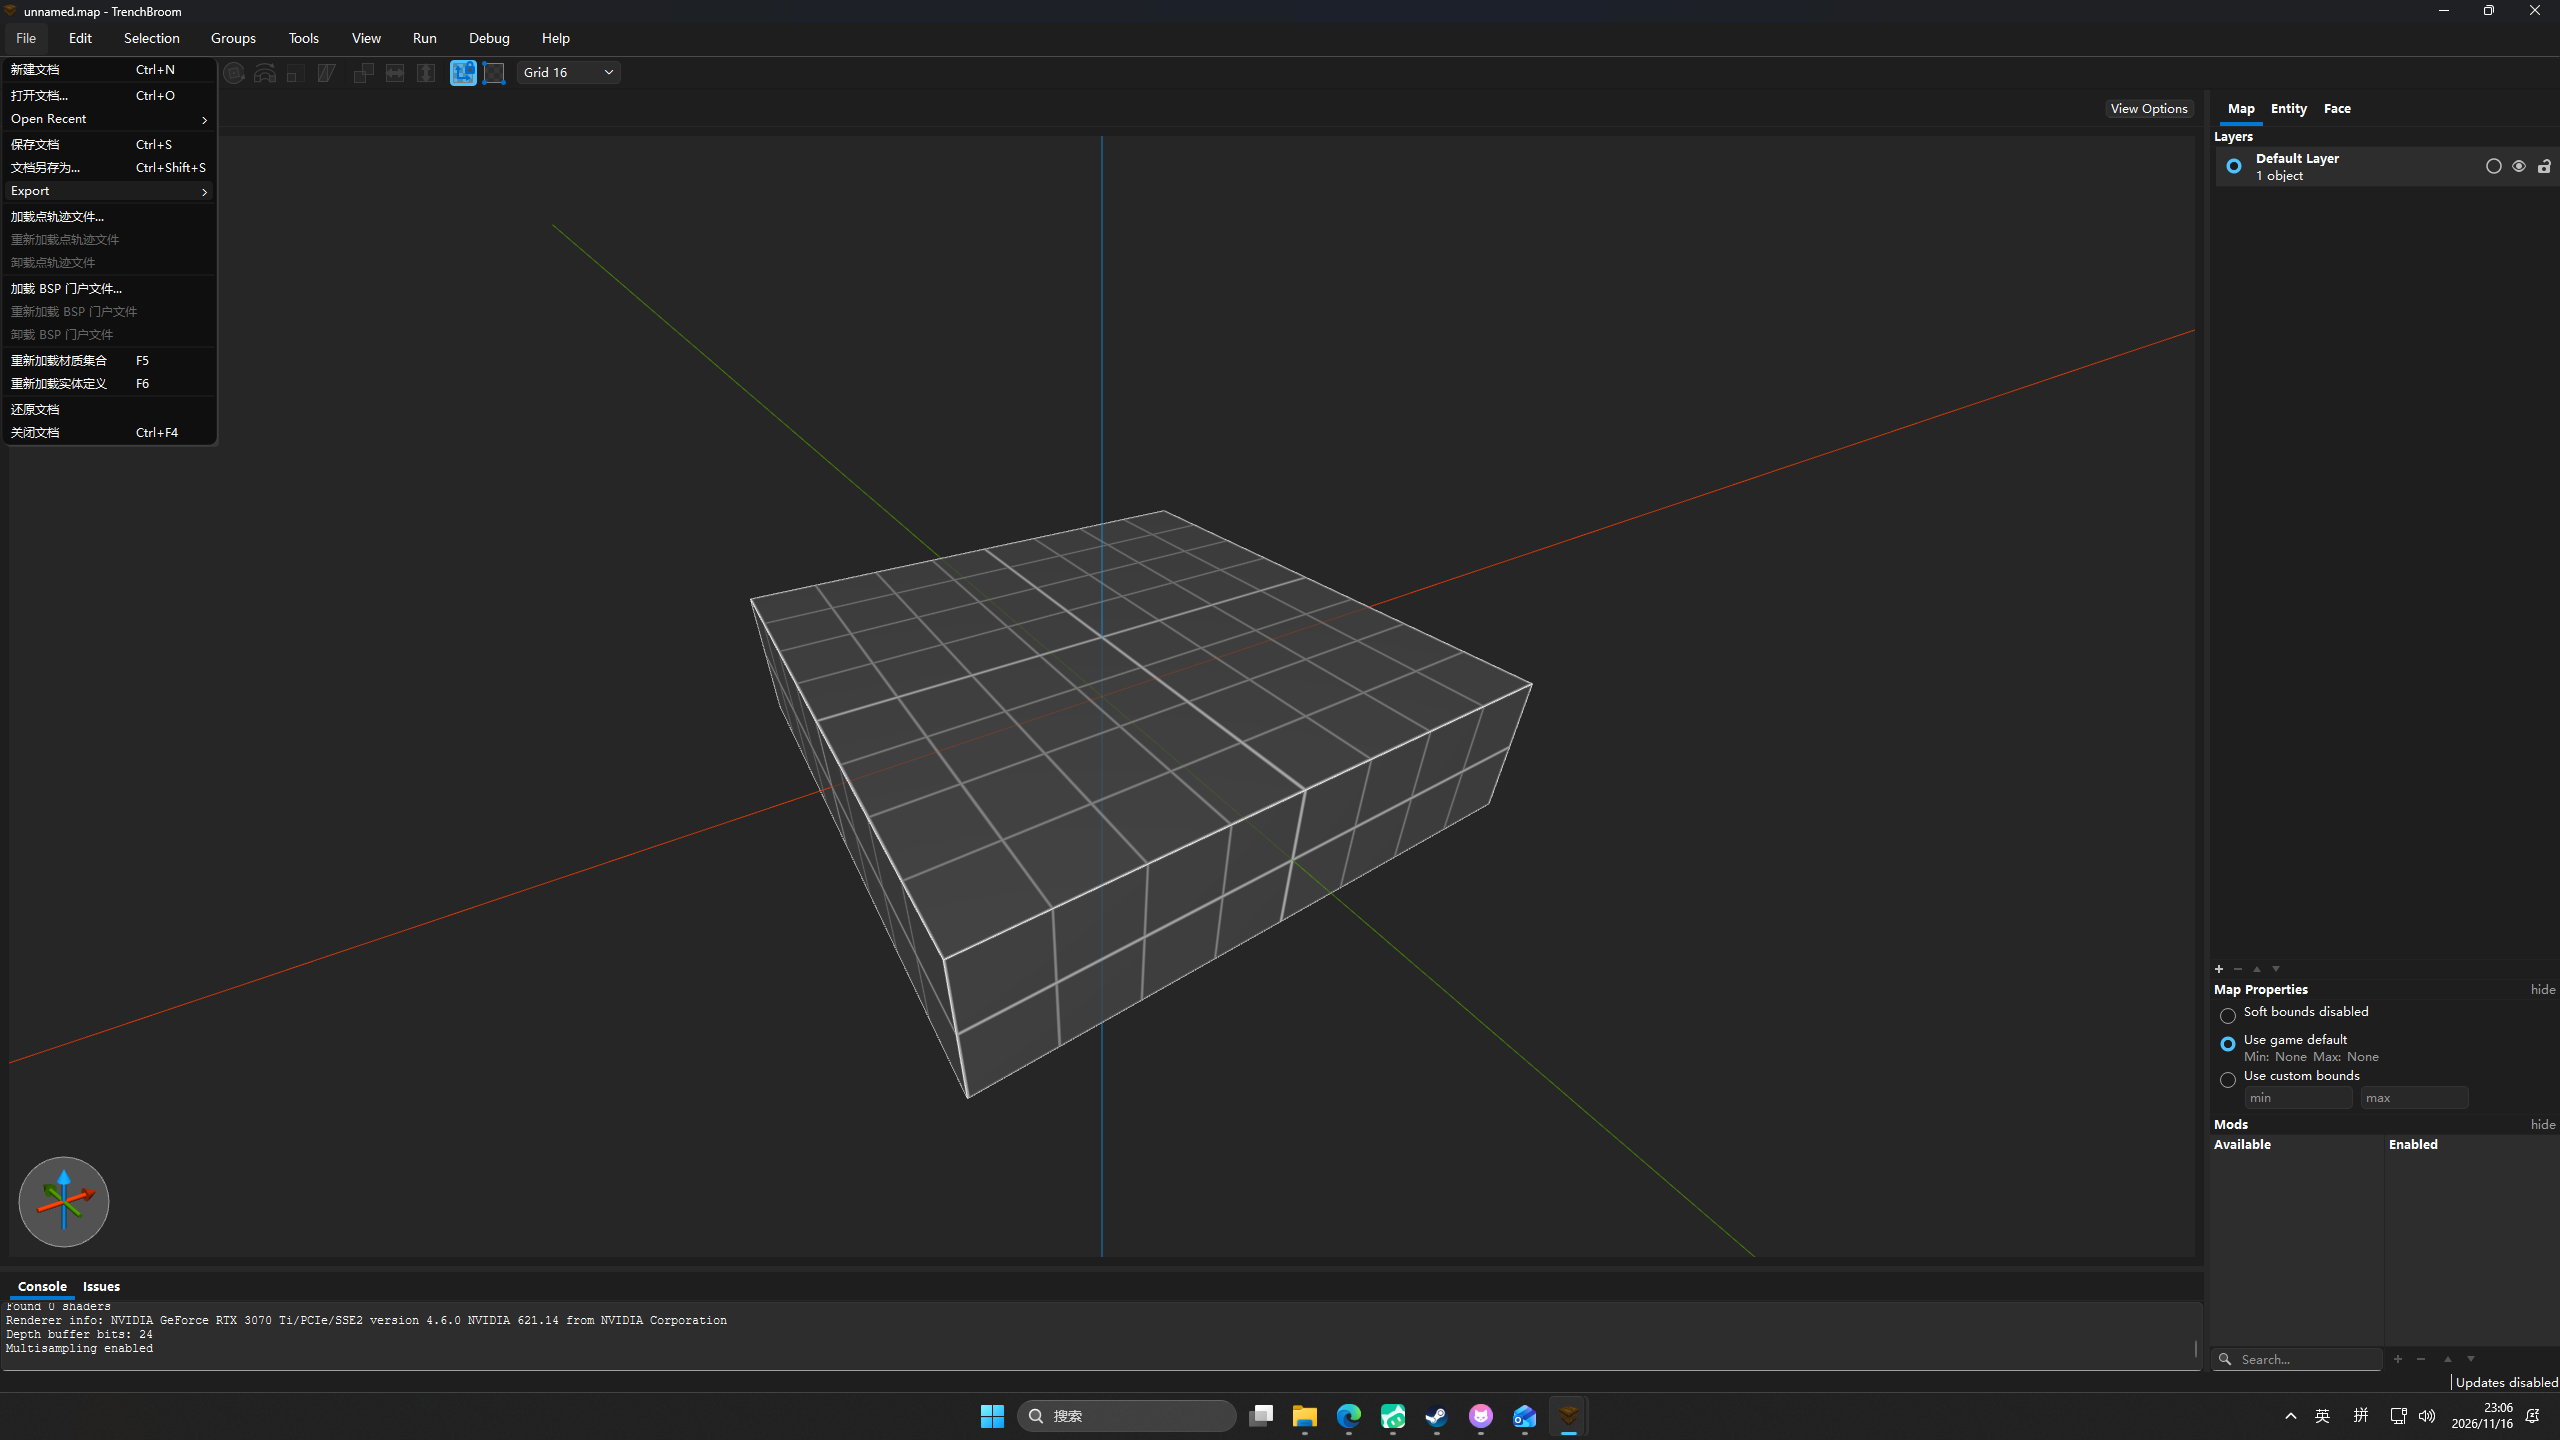 unnamed.map - TrenchBroom
File Edit Selection Groups Tools View Run Debug Help
新建文档 Ctrl+N
打开文档... Ctrl+O
Open Recent
保存文档 Ctrl+S
文档另存为... Ctrl+Shift+S
Export
加载点轨迹文件...
重新加载点轨迹文件
卸载点轨迹文件
加载 BSP 门户文件...
重新加载 BSP 门户文件
卸载 BSP 门户文件
重新加载材质集合 F5
重新加载实体定义 F6
还原文档
关闭文档 Ctrl+F4
Grid 16
View Options
Map Entity Face
Layers
Default Layer
1 object
Map Properties hide
Soft bounds disabled
Use game default
Min: None Max: None
Use custom bounds
min max
Mods hide
Available Enabled
Search...
Console Issues
Found 0 shaders
Renderer info: NVIDIA GeForce RTX 3070 Ti/PCIe/SSE2 version 4.6.0 NVIDIA 621.14 from NVIDIA Corporation
Depth buffer bits: 24
Multisampling enabled
Updates disabled
搜索
英 拼
23:06
2026/11/16